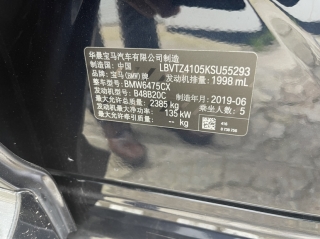 华晨宝马汽车有限公司制造
制造国：中国 LBVTZ4105KSU55293
品牌：宝马(BMW)牌 发动机排量：1998 mL
整车型号：BMW6475CX
发动机型号：B48B20C 制造年月：2019-06
最大允许总质量：2385 kg 乘坐人数：5
发动机最大净功率：135 kW
最大允许 -- kg